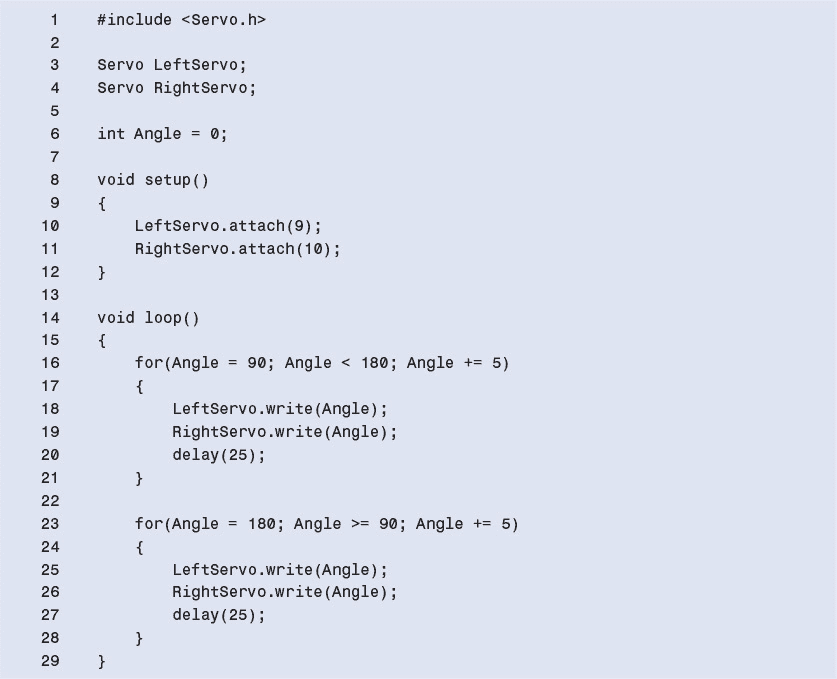 1 #include <Servo.h>
2
3 Servo LeftServo;
4 Servo RightServo;
5
6 int Angle = 0;
7
8 void setup()
9 {
10 LeftServo.attach(9);
11 RightServo.attach(10);
12 }
13
14 void loop()
15 {
16 for(Angle = 90; Angle < 180; Angle += 5)
17 {
18 LeftServo.write(Angle);
19 RightServo.write(Angle);
20 delay(25);
21 }
22
23 for(Angle = 180; Angle >= 90; Angle += 5)
24 {
25 LeftServo.write(Angle);
26 RightServo.write(Angle);
27 delay(25);
28 }
29 }